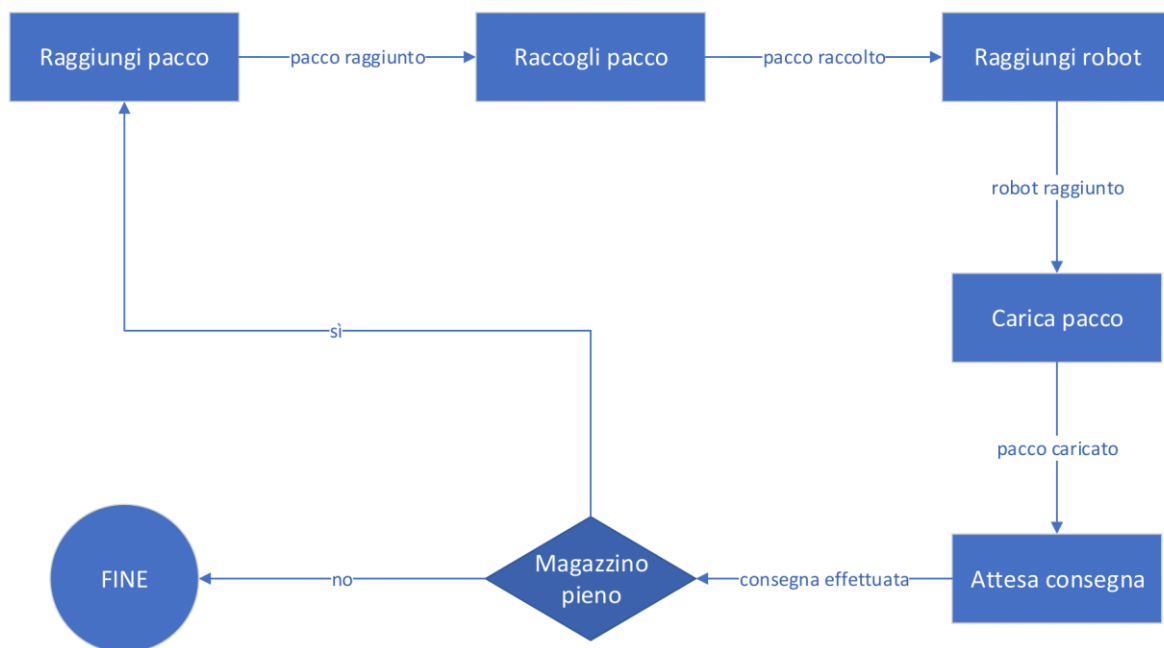 Raggiungi pacco
pacco raggiunto
Raccogli pacco
pacco raccolto
Raggiungi robot
robot raggiunto
Carica pacco
sì
pacco caricato
FINE
no
Magazzino
pieno
consegna effettuata
Attesa consegna